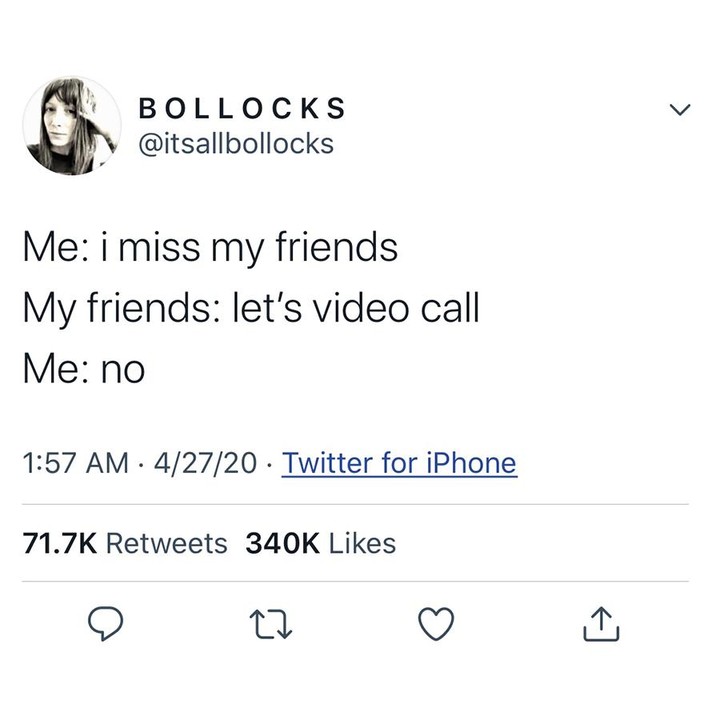 BOLLOCKS
@itsallbollocks
Me: i miss my friends
My friends: let's video call
Me: no
1:57 AM · 4/27/20 · Twitter for iPhone
71.7K Retweets 340K Likes